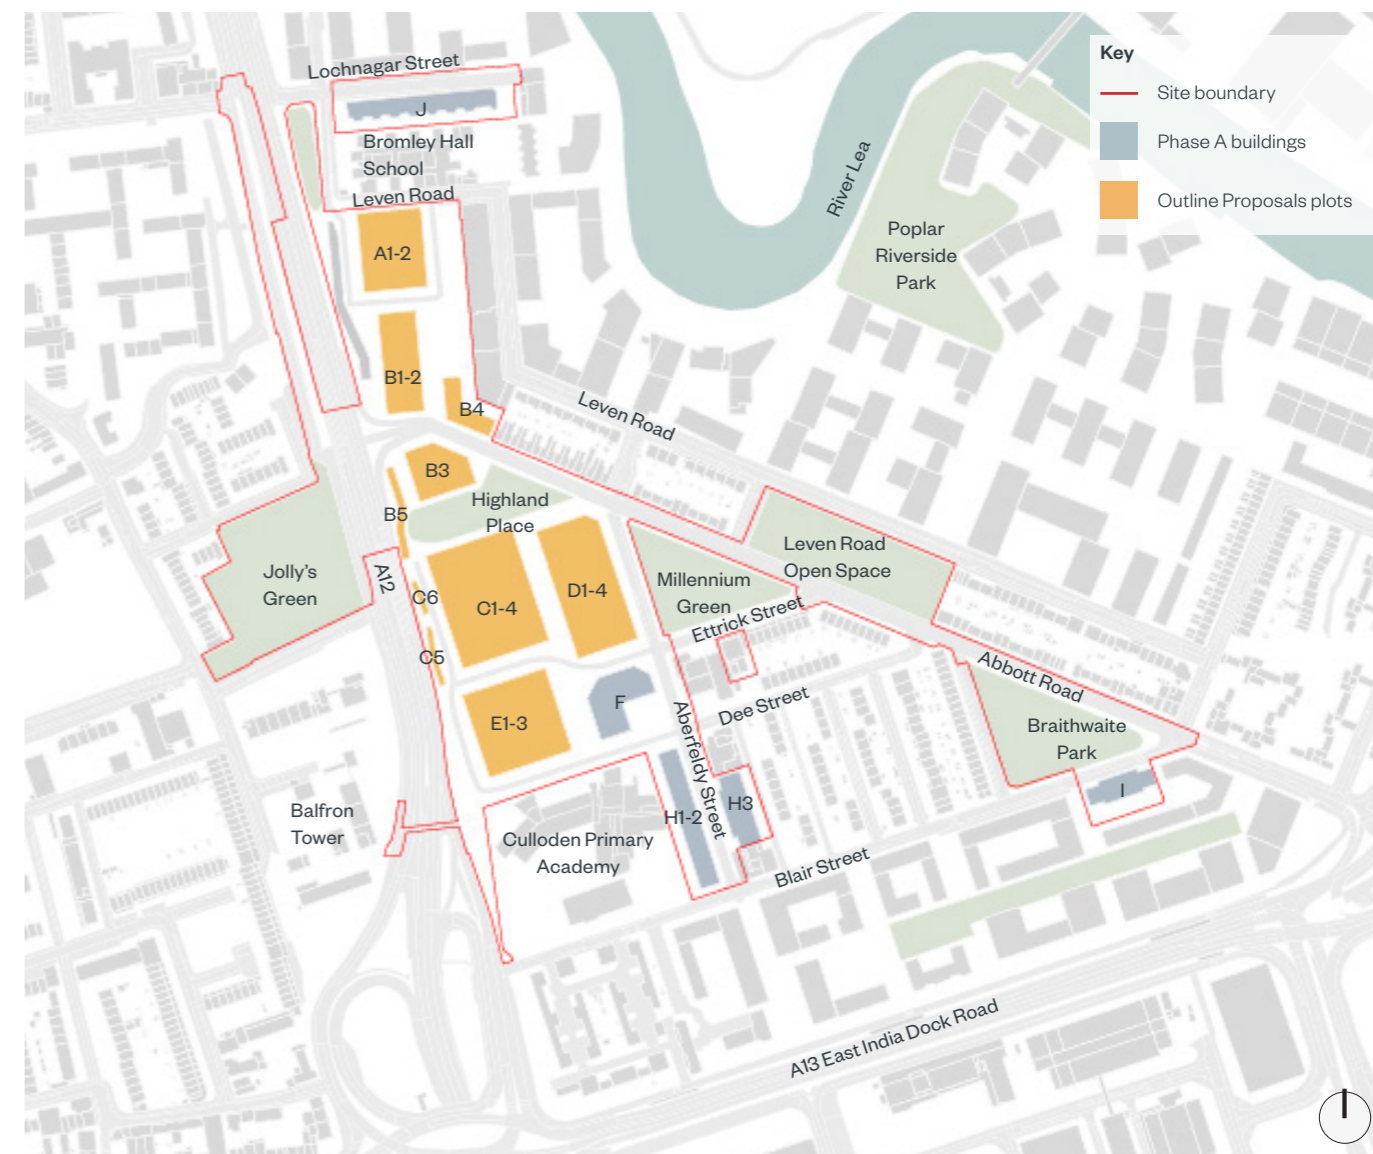 Key
Site boundary
Phase A buildings
Outline Proposals plots
Lochnagar Street
J
Bromley Hall
School
Leven Road
A1-2
River Lea
Poplar
Riverside
Park
B1-2
B4
Leven Road
B3
Highland
Place
B5
Jolly's
Green
A12
C6
C1-4
D1-4
C5
Millennium
Green
Leven Road
Open Space
Ettrick Street
Abbott Road
Dee Street
Braithwaite
Park
F
E1-3
Aberfeldy Street
I
H3
H1-2
Balfron
Tower
Culloden Primary
Academy
Blair Street
A13 East India Dock Road